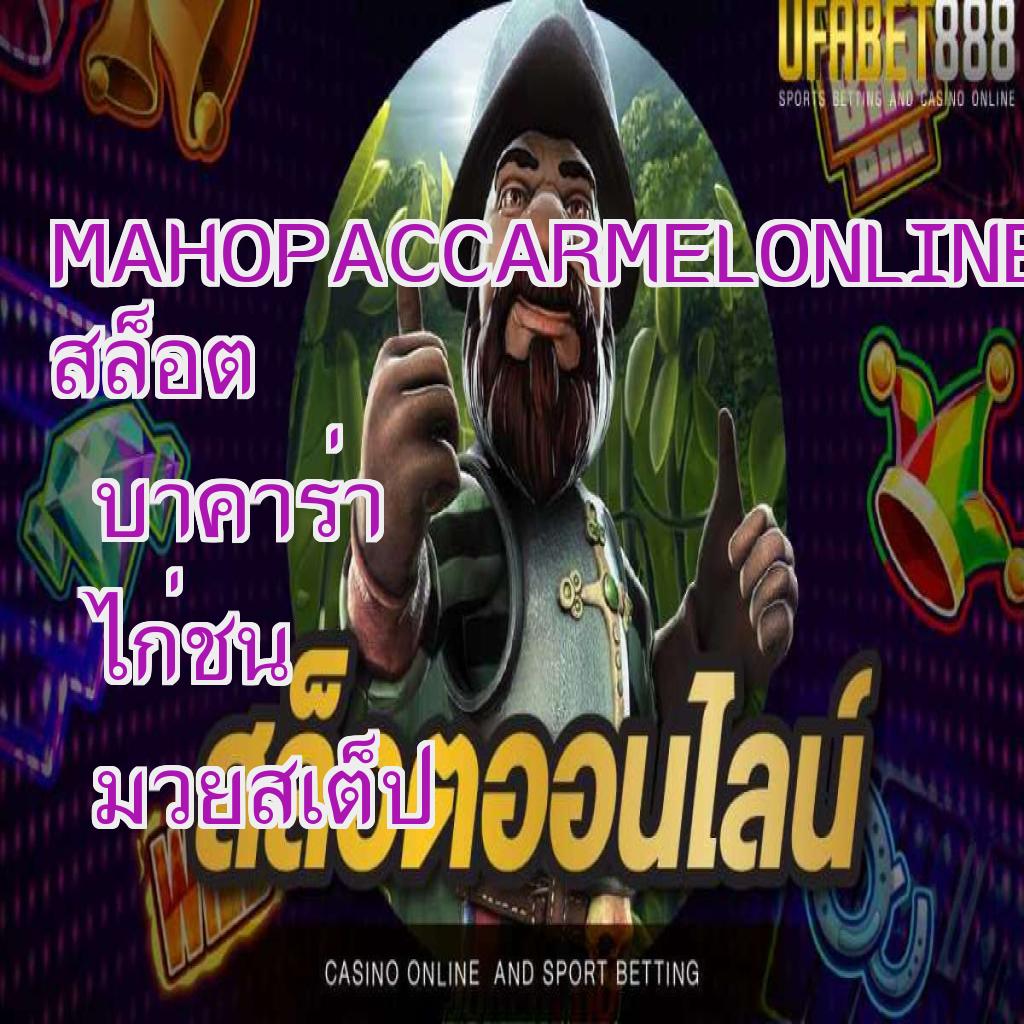 UFABET888
SPORTS BETTING AND CASINO ONLINE
BAR
MAHOPACCARMELONLINE
สล็อต
บาคาร่า
ไก่ชน
มวยสเต็ป
สล็อตออนไลน์
WIN
CASINO ONLINE AND SPORT BETTING